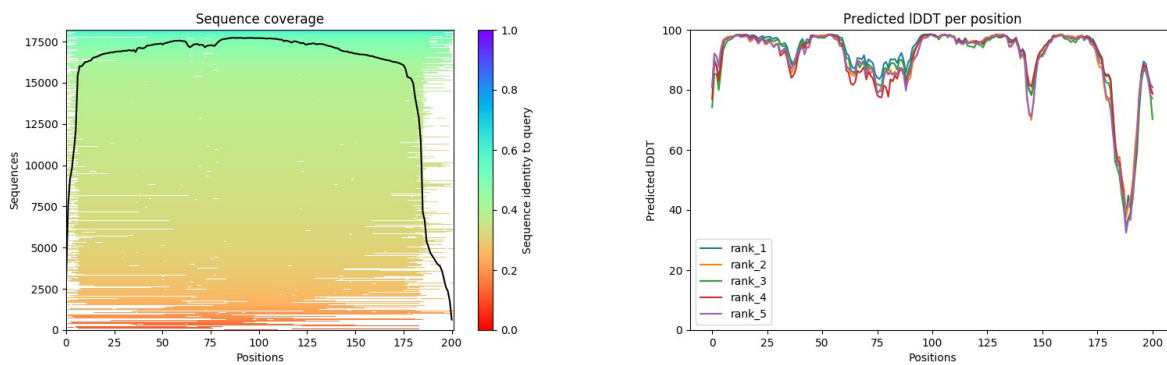 Sequence coverage
17500
15000
12500
10000
7500
5000
2500
0
Sequences
0 25 50 75 100 125 150 175 200
Positions
1.0
0.8
0.6
0.4
0.2
0.0
Sequence identity to query
Predicted lDDT per position
100
80
60
40
20
0
Predicted lDDT
rank_1
rank_2
rank_3
rank_4
rank_5
0 25 50 75 100 125 150 175 200
Positions